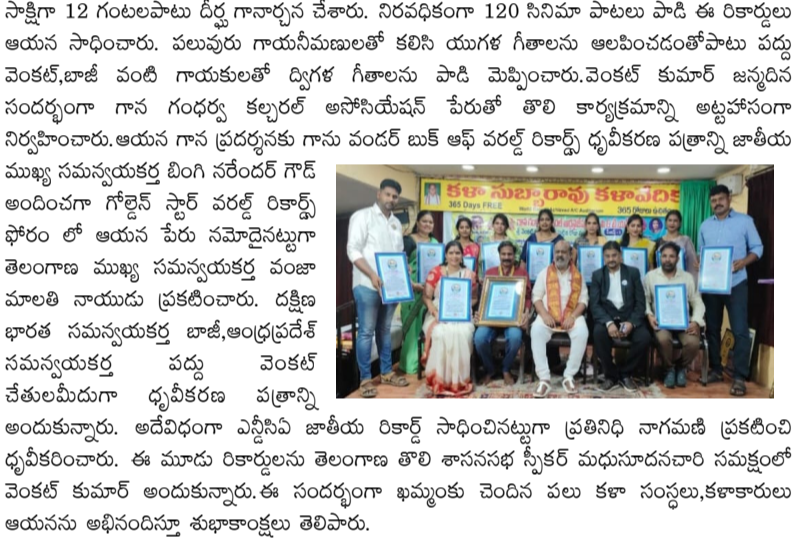 సాక్షిగా 12 గంటలపాటు దీర్ఘ గానార్చన చేశారు. నిరవధికంగా 120 సినిమా పాటలు పాడి ఈ రికార్డులు
ఆయన సాధించారు. పలువురు గాయనీమణులతో కలిసి యుగళ గీతాలను ఆలపించడంతోపాటు పద్దు
వెంకట్,బాజీ వంటి గాయకులతో ద్విగళ గీతాలను పాడి మెప్పించారు.వెంకట్ కుమార్ జన్మదిన
సందర్భంగా గాన గంధర్వ కల్చరల్ అసోసియేషన్ పేరుతో తొలి కార్యక్రమాన్ని అట్టహాసంగా
నిర్వహించారు.ఆయన గాన ప్రదర్శనకు గాను వండర్ బుక్ ఆఫ్ వరల్డ్ రికార్డ్స్ ధృవీకరణ పత్రాన్ని జాతీయ
ముఖ్య సమన్వయకర్త బింగి నరేందర్ గౌడ్
అందించగా గోల్డెన్ స్టార్ వరల్డ్ రికార్డ్స్
ఫోరం లో ఆయన పేరు నమోదైనట్టుగా
తెలంగాణ ముఖ్య సమన్వయకర్త వంజా
మాలతి నాయుడు ప్రకటించారు. దక్షిణ
భారత సమన్వయకర్త బాజీ,ఆంధ్రప్రదేశ్
సమన్వయకర్త పద్దు వెంకట్
చేతులమీదుగా ధృవీకరణ పత్రాన్ని
అందుకున్నారు. అదేవిధంగా ఎన్డీసిఏ జాతీయ రికార్డ్ సాధించినట్టుగా ప్రతినిధి నాగమణి ప్రకటించి
ధృవీకరించారు. ఈ మూడు రికార్డులను తెలంగాణ తొలి శాసనసభ స్పీకర్ మధుసూదనచారి సమక్షంలో
వెంకట్ కుమార్ అందుకున్నారు.ఈ సందర్భంగా ఖమ్మంకు చెందిన పలు కళా సంస్థలు,కళాకారులు
ఆయనను అభినందిస్తూ శుభాకాంక్షలు తెలిపారు.
కళా సుబ్బారావు కళావేదిక
365 Days FREE